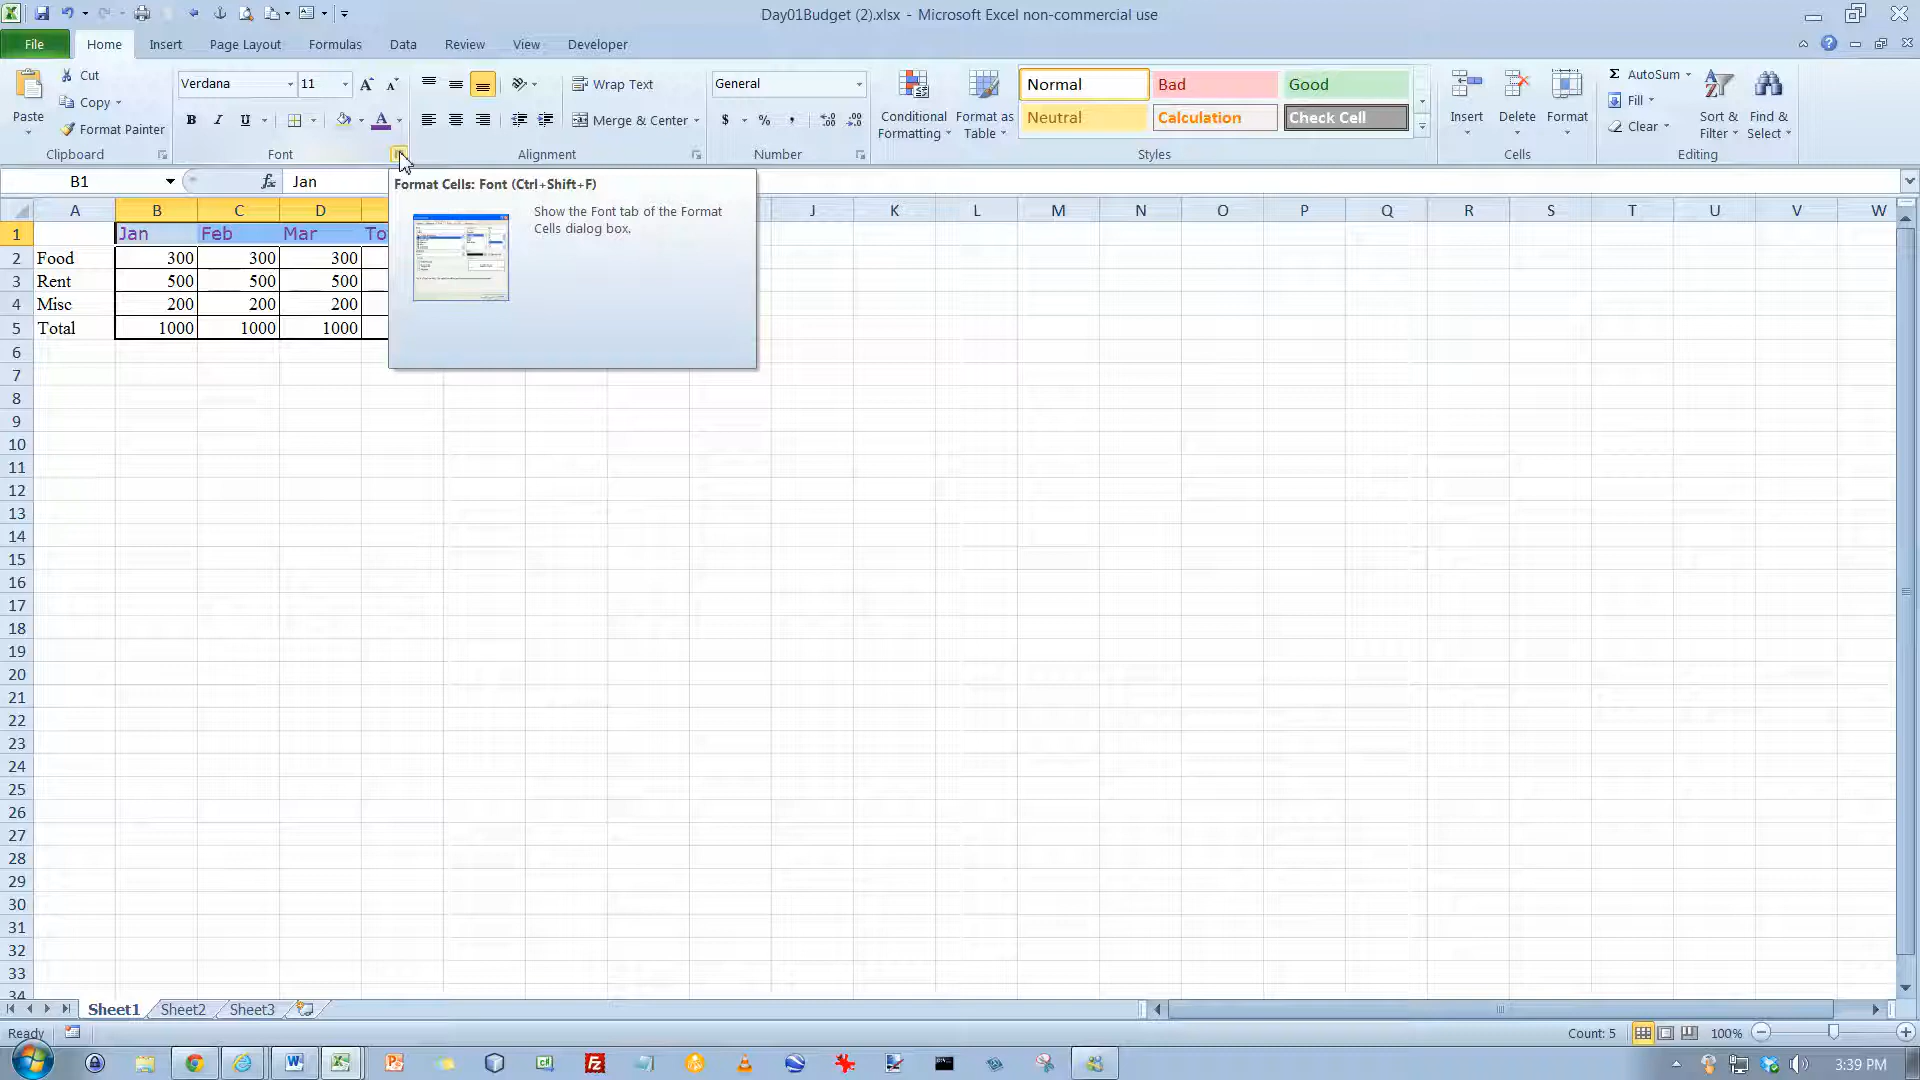 Day01Budget (2).xlsx - Microsoft Excel non-commercial use
File Home Insert Page Layout Formulas Data Review View Developer
Paste
Cut
Copy
Format Painter
Clipboard
Verdana 11
B I U
Font
Wrap Text
Merge & Center
Alignment
General
$ % ,
Number
Conditional Formatting
Format as Table
Normal Bad Good
Neutral Calculation Check Cell
Styles
Insert Delete Format
Cells
Σ AutoSum
Fill
Clear
Sort & Filter
Find & Select
Editing
B1 fx Jan
Format Cells: Font (Ctrl+Shift+F)
Show the Font tab of the Format
Cells dialog box.
A B C D J K L M N O P Q R S T U V W
1 Jan Feb Mar To
2 Food 300 300 300
3 Rent 500 500 500
4 Misc 200 200 200
5 Total 1000 1000 1000
6
7
8
9
10
11
12
13
14
15
16
17
18
19
20
21
22
23
24
25
26
27
28
29
30
31
32
33
34
Sheet1 Sheet2 Sheet3
Ready Count: 5 100%
3:39 PM